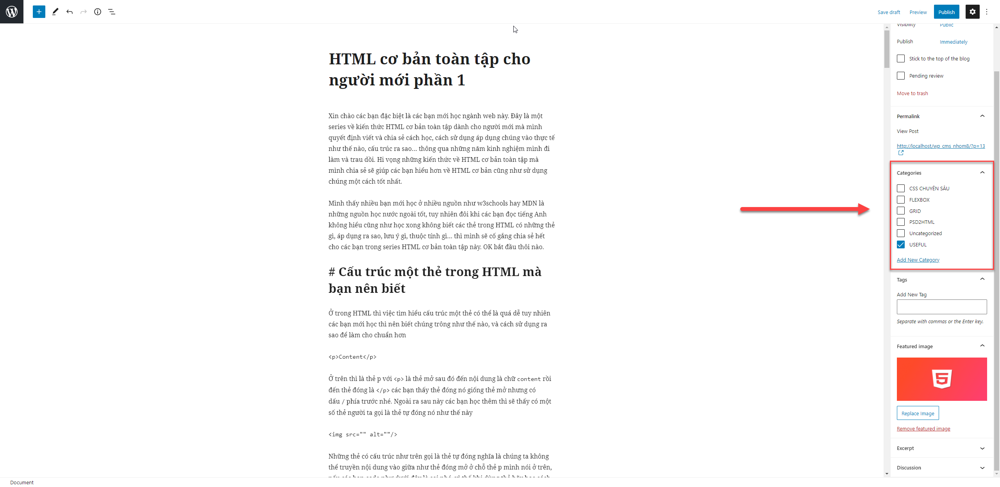 Save draft
Preview
Publish
HTML cơ bản toàn tập cho
người mới phần 1
Xin chào các bạn đặc biệt là các bạn mới học ngành web này. Đây là một
series về kiến thức HTML cơ bản toàn tập dành cho người mới mà mình
quyết định viết và chia sẻ cách học, cách sử dụng áp dụng chúng vào thực tế
như thế nào, cấu trúc ra sao… thông qua những năm kinh nghiệm mình đi
làm và trau dồi. Hi vọng những kiến thức về HTML cơ bản toàn tập mà
mình chia sẻ sẽ giúp các bạn hiểu hơn về HTML cơ bản cũng như sử dụng
chúng một cách tốt nhất.
Mình thấy nhiều bạn mới học ở nhiều nguồn như w3schools hay MDN là
những nguồn học nước ngoài tốt, tuy nhiên đôi khi các bạn đọc tiếng Anh
không hiểu cũng như học xong không biết các thẻ trong HTML có những thẻ
gì, áp dụng ra sao, lưu ý gì, thuộc tính gì… thì mình sẽ cố gắng chia sẻ hết
cho các bạn trong series HTML cơ bản toàn tập này. OK bắt đầu thôi nào.
# Cấu trúc một thẻ trong HTML mà
bạn nên biết
Ở trong HTML thì việc tìm hiểu cấu trúc một thẻ có thể là quá dễ tuy nhiên
các bạn mới học thì nên biết chúng trông như thế nào, và cách sử dụng ra
sao để làm cho chuẩn hơn
<p>Content</p>
Ở trên thì là thẻ p với <p> là thẻ mở sau đó đến nội dung là chữ content rồi
đến thẻ đóng là </p> các bạn thấy thẻ đóng nó giống thẻ mở nhưng có
dấu / phía trước nhé. Ngoài ra sau này các bạn học thêm thì sẽ thấy có một
số thẻ người ta gọi là thẻ tự đóng nó như thế này
<img src="" alt=""/>
Những thẻ có cấu trúc như trên gọi là thẻ tự đóng nghĩa là chúng ta không
thể truyền nội dung vào giữa như thẻ đóng mở ở chỗ thẻ p mình nói ở trên,
Visibility Public
Publish Immediately
Stick to the top of the blog
Pending review
Move to trash
Permalink
View Post
http://localhost/wp_cms_nhom8/?p=13
Categories
CSS CHUYÊN SÂU
FLEXBOX
GRID
PSD2HTML
Uncategorized
USEFUL
Add New Category
Tags
Add New Tag
Separate with commas or the Enter key.
Featured image
Replace Image
Remove featured image
Excerpt
Discussion
Document